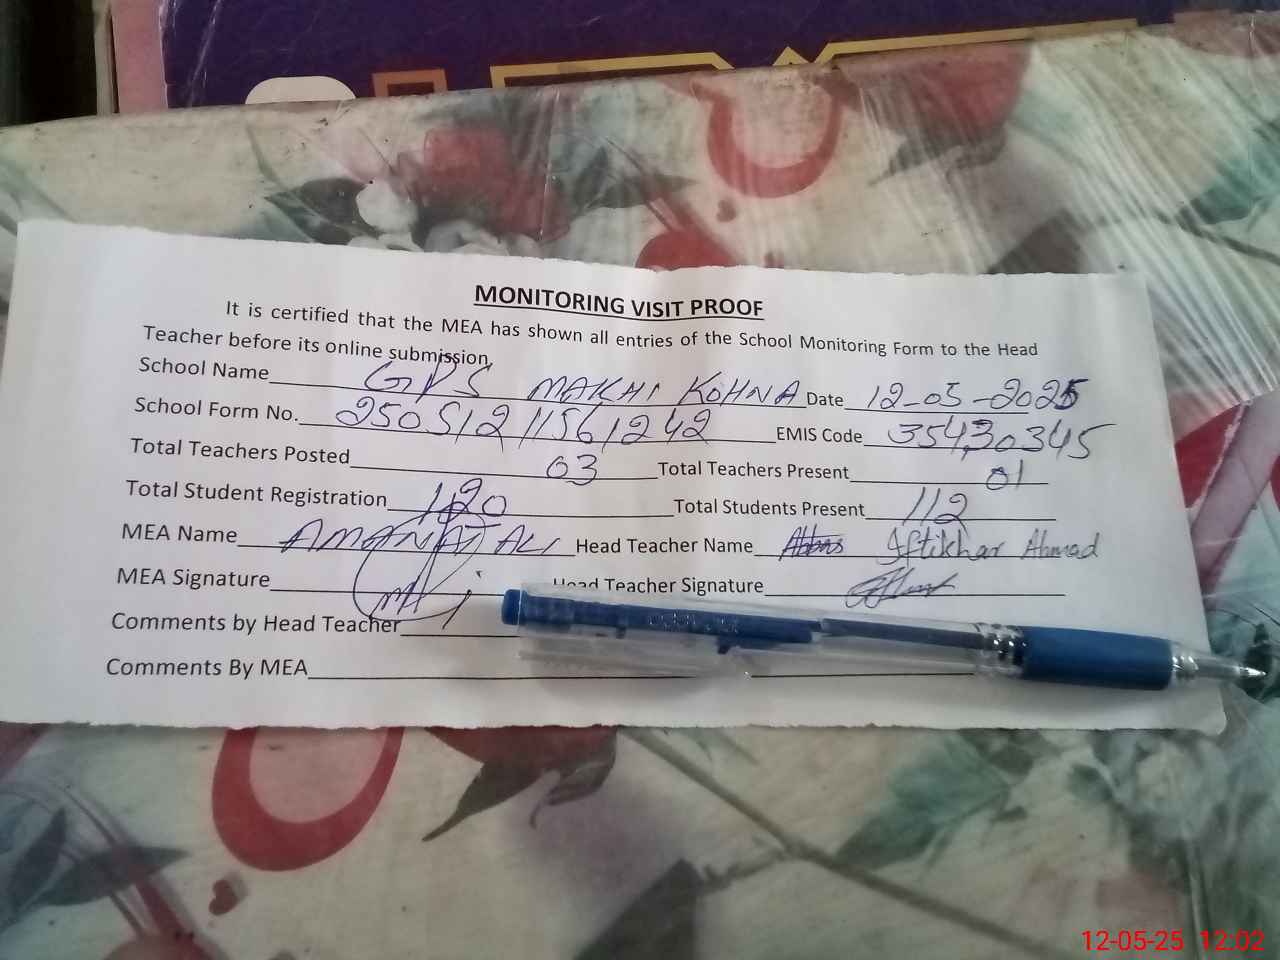 MONITORING VISIT PROOF
It is certified that the MEA has shown all entries of the School Monitoring Form to the Head
Teacher before its online submission.
School Name GPS MAKHI KOHNA Date 12-05-2025
School Form No. 25051211561242 EMIS Code 35430345
Total Teachers Posted 03 Total Teachers Present 01
Total Student Registration 120 Total Students Present 112
MEA Name AMANAT ALI Head Teacher Name Iftikhar Ahmad
MEA Signature Head Teacher Signature
Comments by Head Teacher
Comments By MEA
12-05-25 12:02